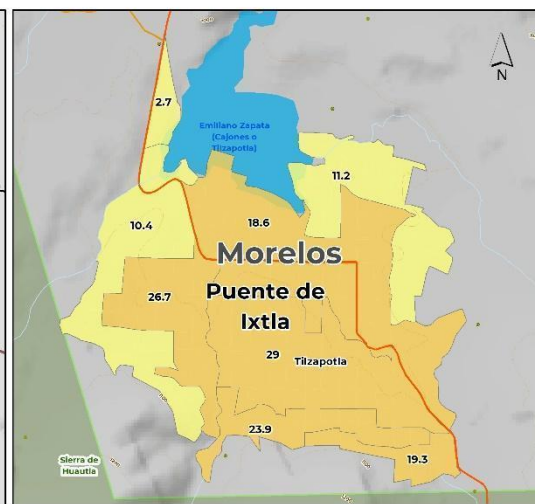 N
2.7
Emiliano Zapata
(Cajones o
Tilzapotla)
11.2
10.4
18.6
Morelos
26.7
Puente de
Ixtla
29
Tilzapotla
23.9
19.3
Sierra de
Huautla